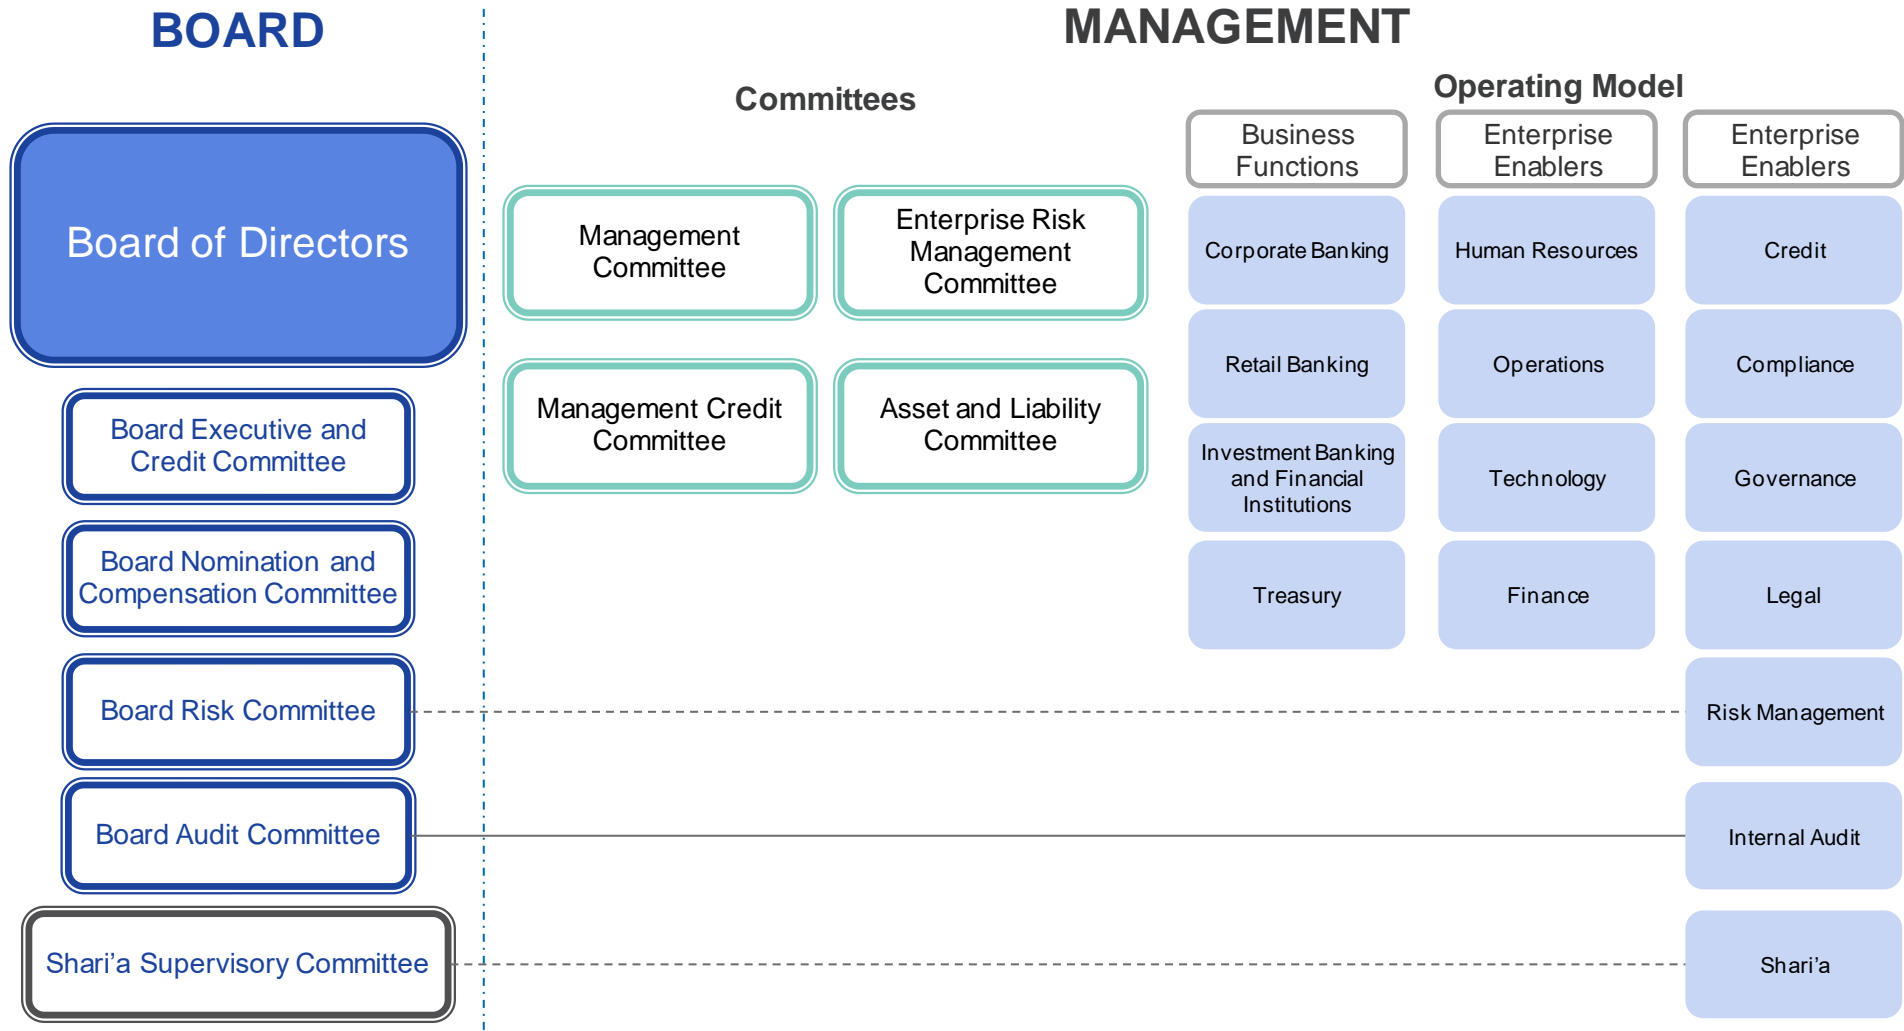 BOARD
MANAGEMENT
Committees
Operating Model
Board of Directors
Board Executive and
Credit Committee
Board Nomination and
Compensation Committee
Board Risk Committee
Board Audit Committee
Shari’a Supervisory Committee
Management
Committee
Enterprise Risk
Management
Committee
Management Credit
Committee
Asset and Liability
Committee
Business
Functions
Corporate Banking
Retail Banking
Investment Banking
and Financial
Institutions
Treasury
Enterprise
Enablers
Human Resources
Operations
Technology
Finance
Enterprise
Enablers
Credit
Compliance
Governance
Legal
Risk Management
Internal Audit
Shari’a